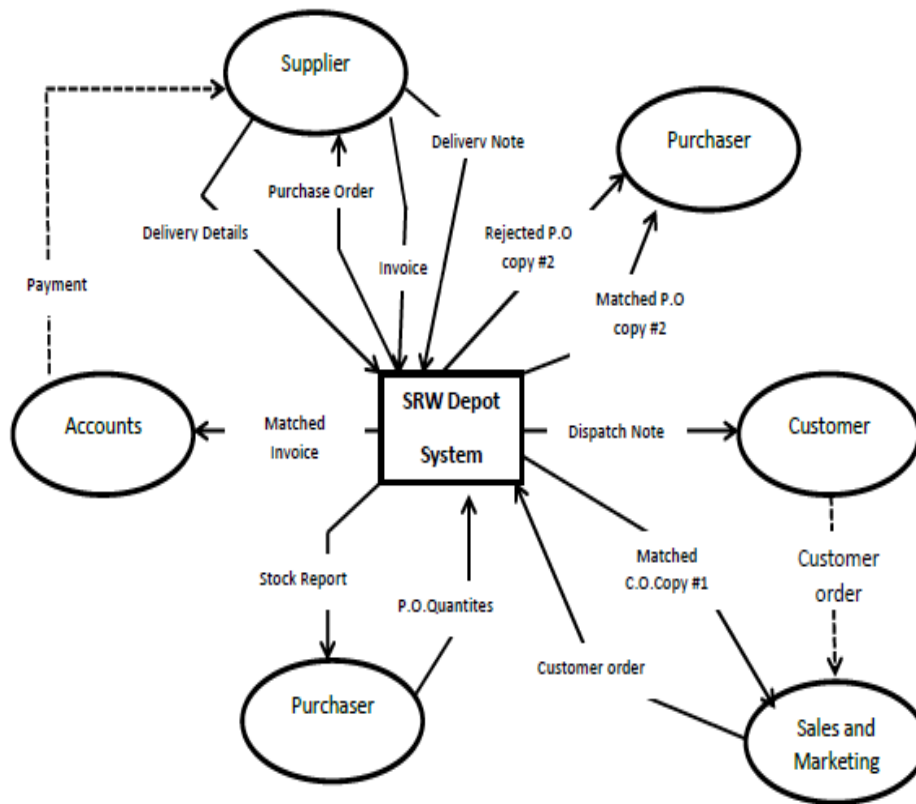 Supplier
Purchaser
Delivery Note
Purchase Order
Delivery Details
Rejected P.O
copy #2
Invoice
Payment
Matched P.O
copy #2
SRW Depot
System
Accounts
Matched
Invoice
Dispatch Note
Customer
Stock Report
P.O.Quantites
Matched
C.O.Copy #1
Customer
order
Customer order
Purchaser
Sales and
Marketing